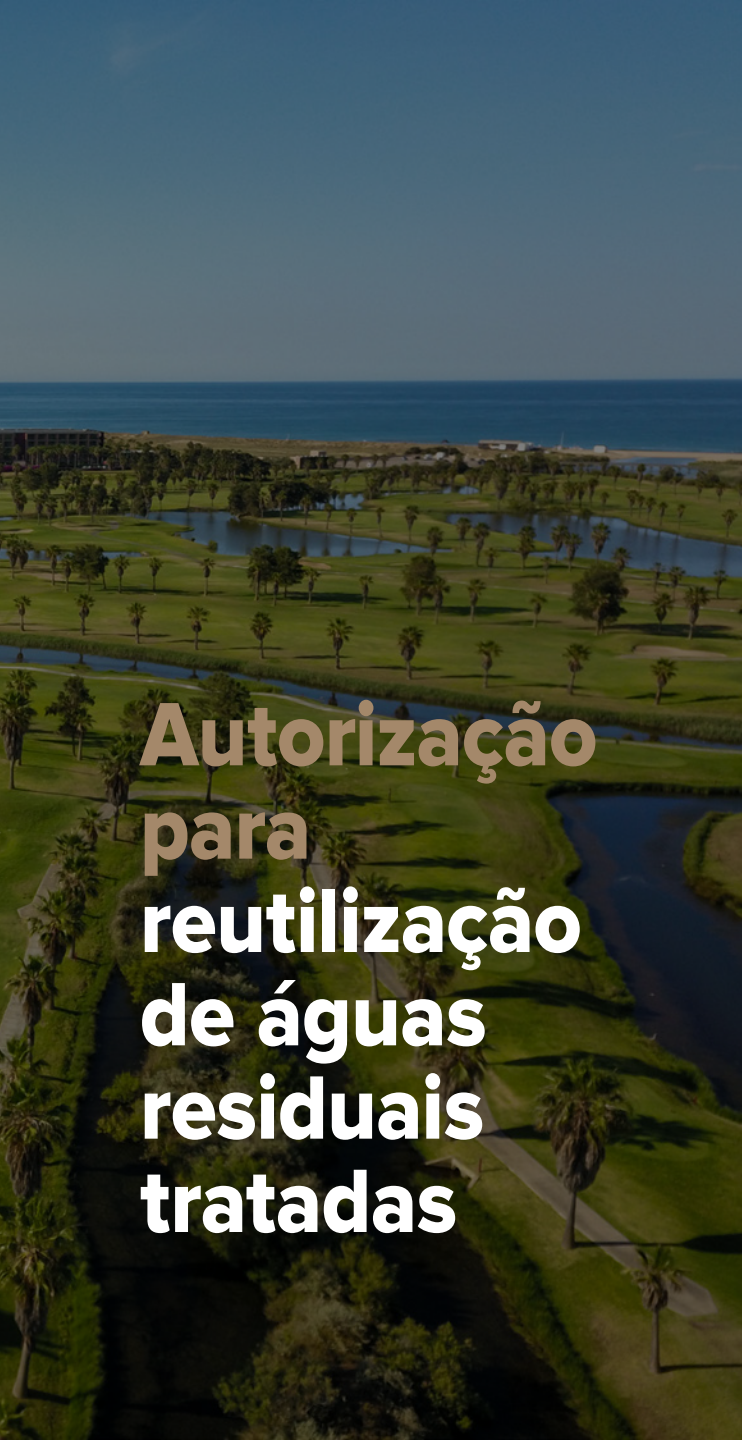 Autorização
para
reutilização
de águas
residuais
tratadas